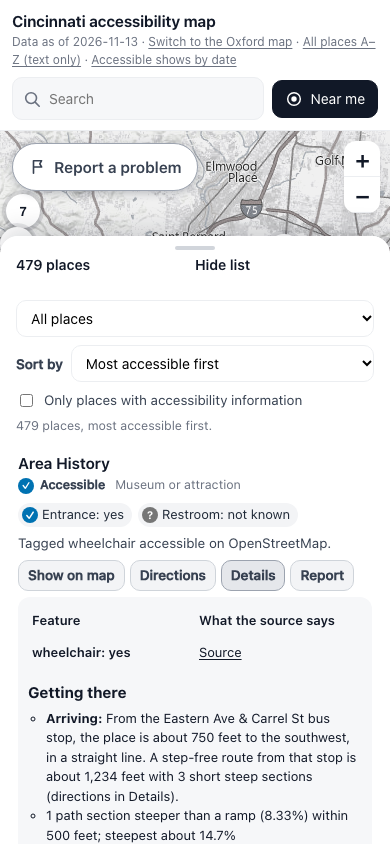 Cincinnati accessibility map
Data as of 2026-11-13 · Switch to the Oxford map · All places A–
Z (text only) · Accessible shows by date
Search
Near me
Report a problem
Elmwood
Place
+
75
−
7
479 places
Hide list
All places
Sort by
Most accessible first
Only places with accessibility information
479 places, most accessible first.
Area History
Accessible Museum or attraction
Entrance: yes
? Restroom: not known
Tagged wheelchair accessible on OpenStreetMap.
Show on map
Directions
Details
Report
Feature
What the source says
wheelchair: yes
Source
Getting there
Arriving: From the Eastern Ave & Carrel St bus
stop, the place is about 750 feet to the southwest,
in a straight line. A step-free route from that stop is
about 1,234 feet with 3 short steep sections
(directions in Details).
1 path section steeper than a ramp (8.33%) within
500 feet; steepest about 14.7%